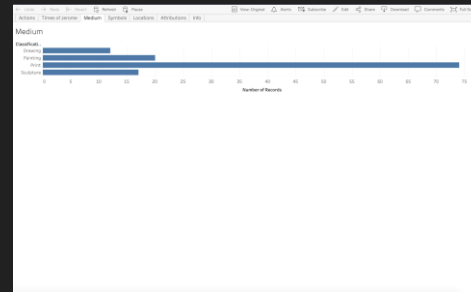 Undo Redo Revert Refresh Pause View: Original Alerts Subscribe Edit Share Download Comments Full
Actions Times of Jerome Medium Symbols Locations Attributions Info
Medium
Classificati..
Drawing
Painting
Print
Sculpture
0 5 10 15 20 25 30 35 40 45 50 55 60 65 70 75
Number of Records